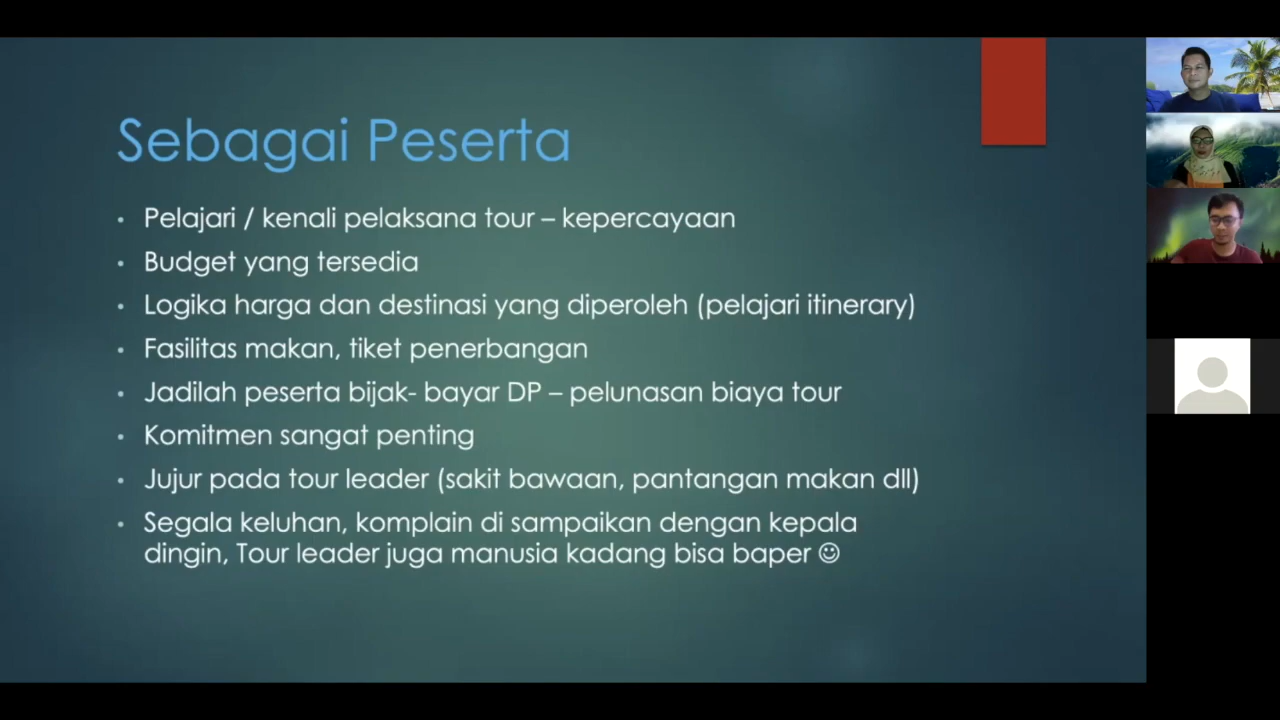 Sebagai Peserta
• Pelajari / kenali pelaksana tour – kepercayaan
• Budget yang tersedia
• Logika harga dan destinasi yang diperoleh (pelajari itinerary)
• Fasilitas makan, tiket penerbangan
• Jadilah peserta bijak- bayar DP – pelunasan biaya tour
• Komitmen sangat penting
• Jujur pada tour leader (sakit bawaan, pantangan makan dll)
• Segala keluhan, komplain di sampaikan dengan kepala
dingin, Tour leader juga manusia kadang bisa baper ☺